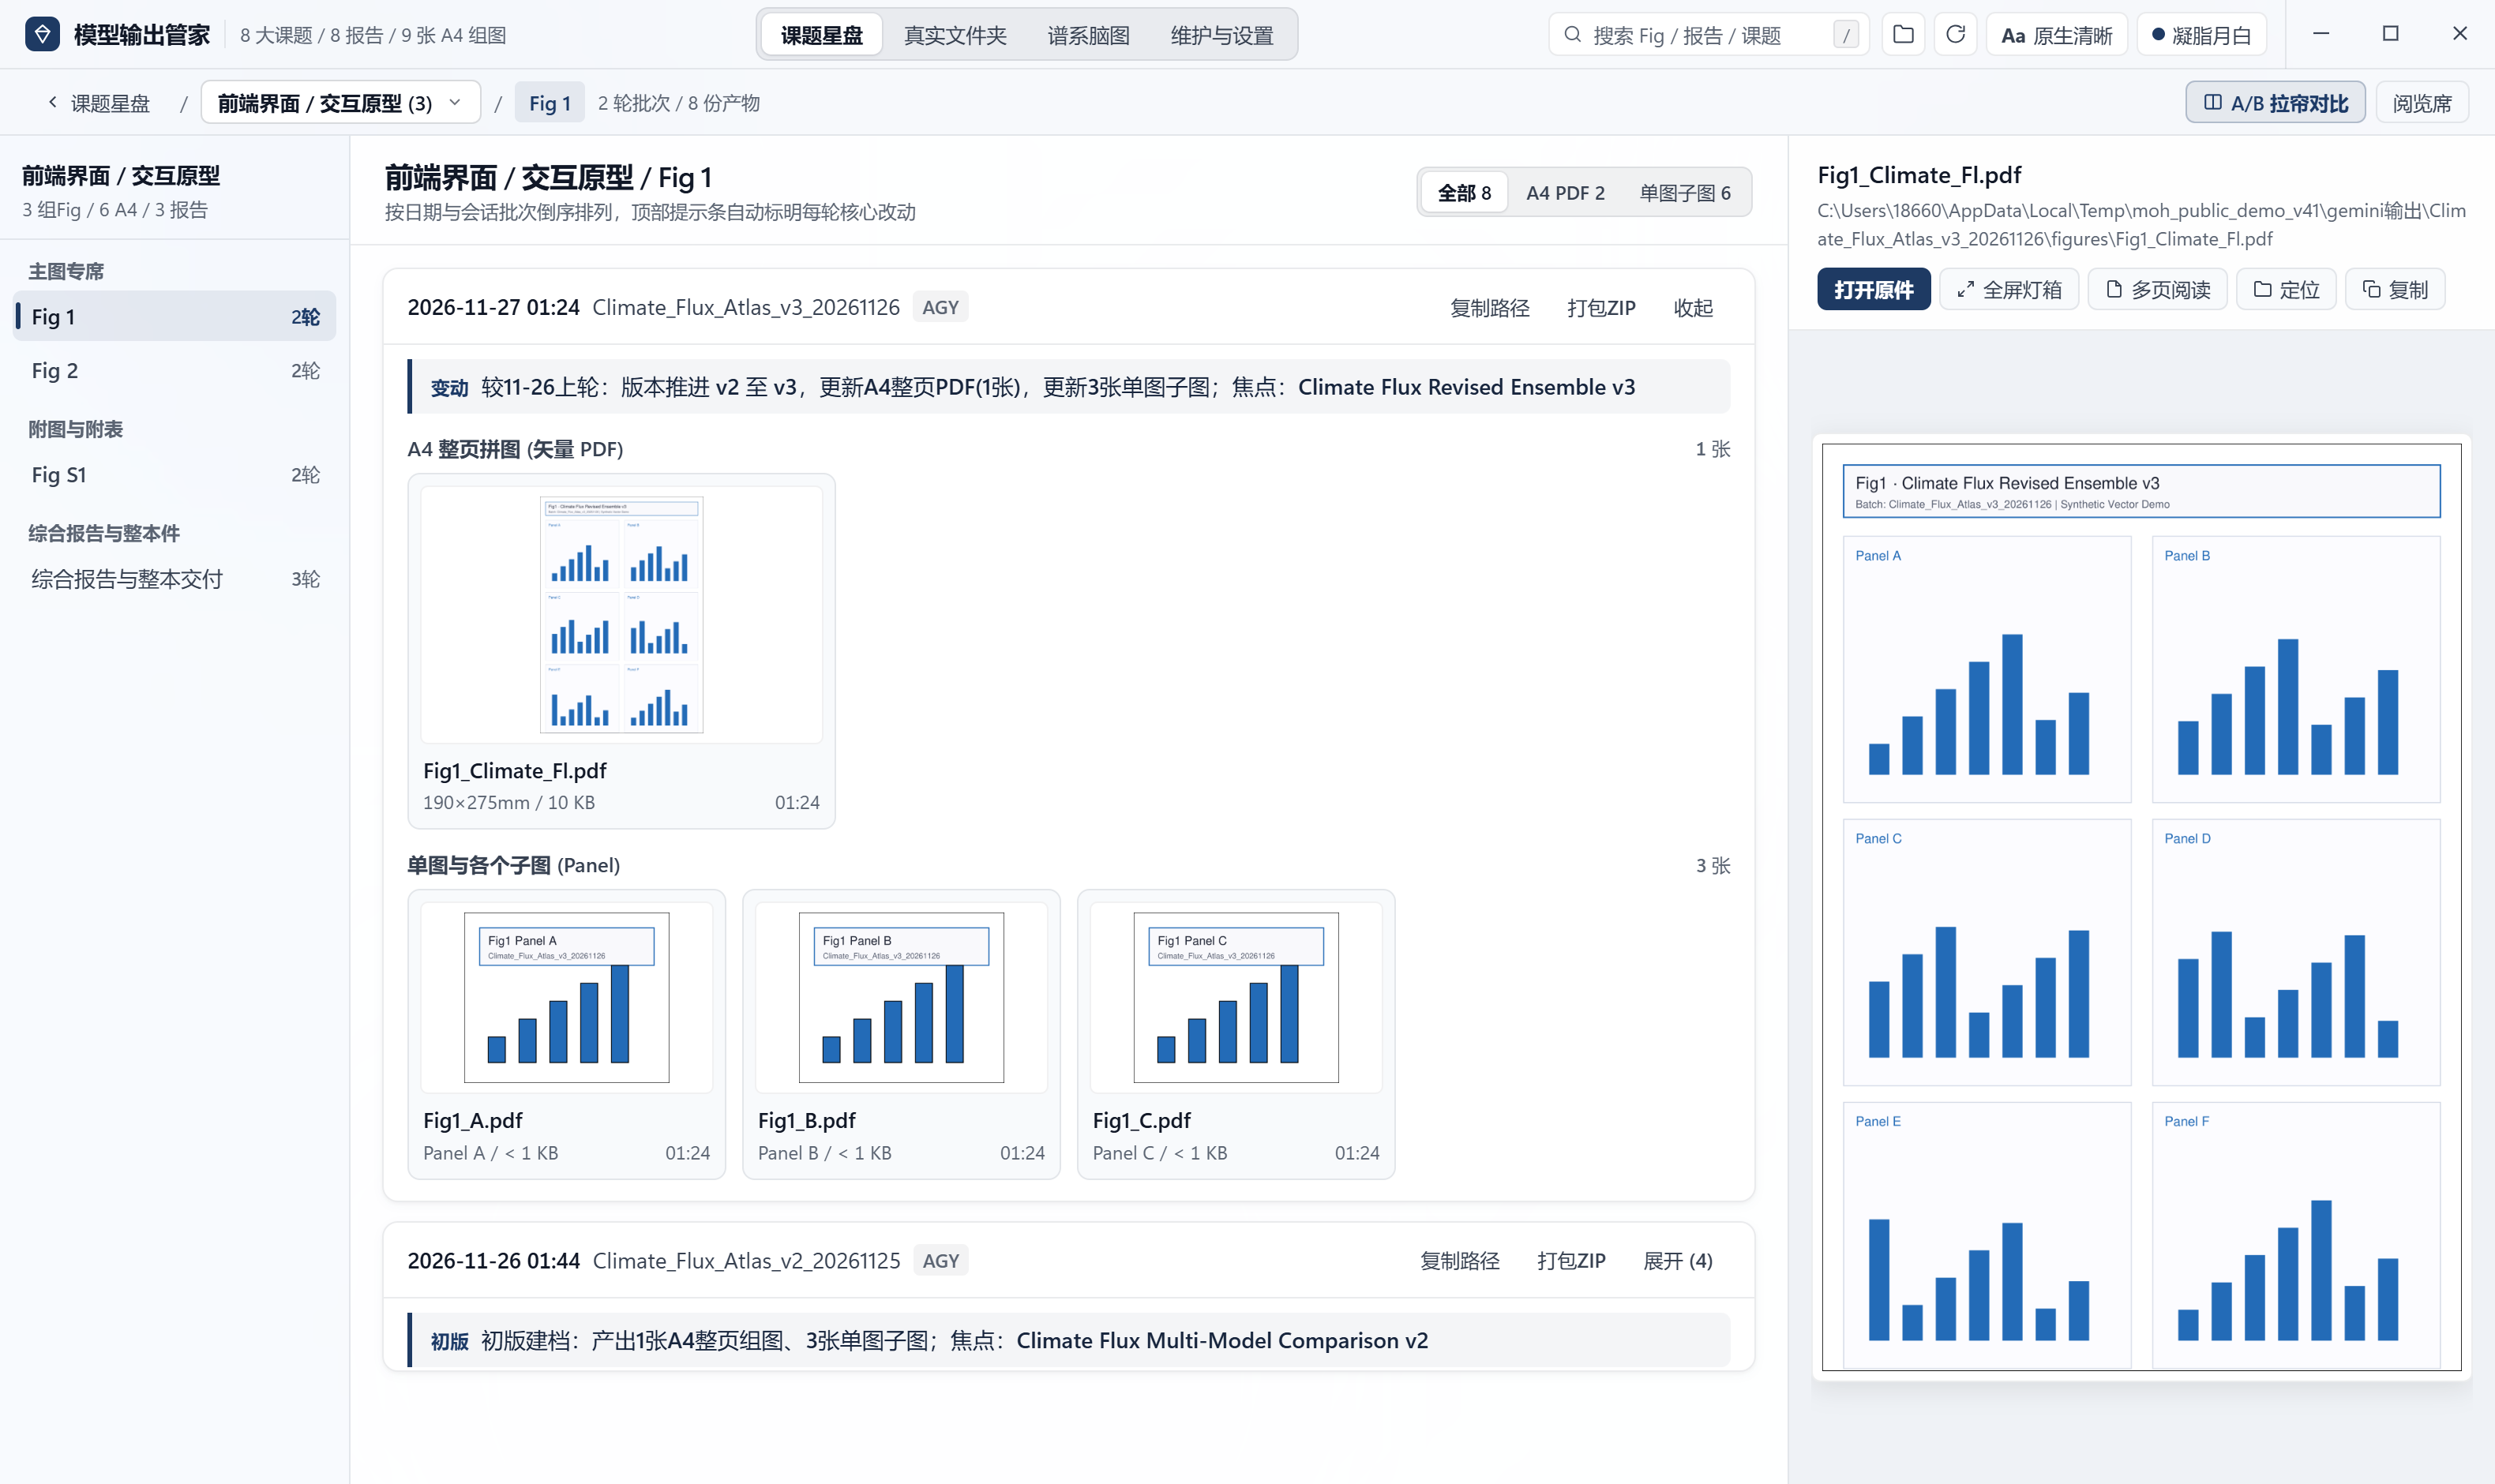 模型输出管家
8 大课题 / 8 报告 / 9 张 A4 组图
课题星盘
真实文件夹
谱系脑图
维护与设置
搜索 Fig / 报告 / 课题
/
Aa 原生清晰
凝脂月白
课题星盘
/
前端界面 / 交互原型 (3)
/
Fig 1
2 轮批次 / 8 份产物
A/B 拉帘对比
阅览席
前端界面 / 交互原型
3 组Fig / 6 A4 / 3 报告
主图专席
Fig 1 2轮
Fig 2 2轮
附图与附表
Fig S1 2轮
综合报告与整本件
综合报告与整本交付 3轮
前端界面 / 交互原型 / Fig 1
按日期与会话批次倒序排列，顶部提示条自动标明每轮核心改动
全部 8
A4 PDF 2
单图子图 6
2026-11-27 01:24 Climate_Flux_Atlas_v3_20261126 AGY
复制路径
打包ZIP
收起
变动 较11-26上轮：版本推进 v2 至 v3，更新A4整页PDF(1张)，更新3张单图子图；焦点：Climate Flux Revised Ensemble v3
A4 整页拼图 (矢量 PDF)
1 张
Fig1_Climate_Fl.pdf
190×275mm / 10 KB 01:24
单图与各个子图 (Panel)
3 张
Fig1 Panel A
Climate_Flux_Atlas_v3_20261126
Fig1_A.pdf
Panel A / < 1 KB 01:24
Fig1 Panel B
Climate_Flux_Atlas_v3_20261126
Fig1_B.pdf
Panel B / < 1 KB 01:24
Fig1 Panel C
Climate_Flux_Atlas_v3_20261126
Fig1_C.pdf
Panel C / < 1 KB 01:24
2026-11-26 01:44 Climate_Flux_Atlas_v2_20261125 AGY
复制路径
打包ZIP
展开 (4)
初版 初版建档：产出1张A4整页组图、3张单图子图；焦点：Climate Flux Multi-Model Comparison v2
Fig1_Climate_Fl.pdf
C:\Users\18660\AppData\Local\Temp\moh_public_demo_v41\gemini输出\Clim
ate_Flux_Atlas_v3_20261126\figures\Fig1_Climate_Fl.pdf
打开原件
全屏灯箱
多页阅读
定位
复制
Fig1 · Climate Flux Revised Ensemble v3
Batch: Climate_Flux_Atlas_v3_20261126 | Synthetic Vector Demo
Panel A
Panel B
Panel C
Panel D
Panel E
Panel F